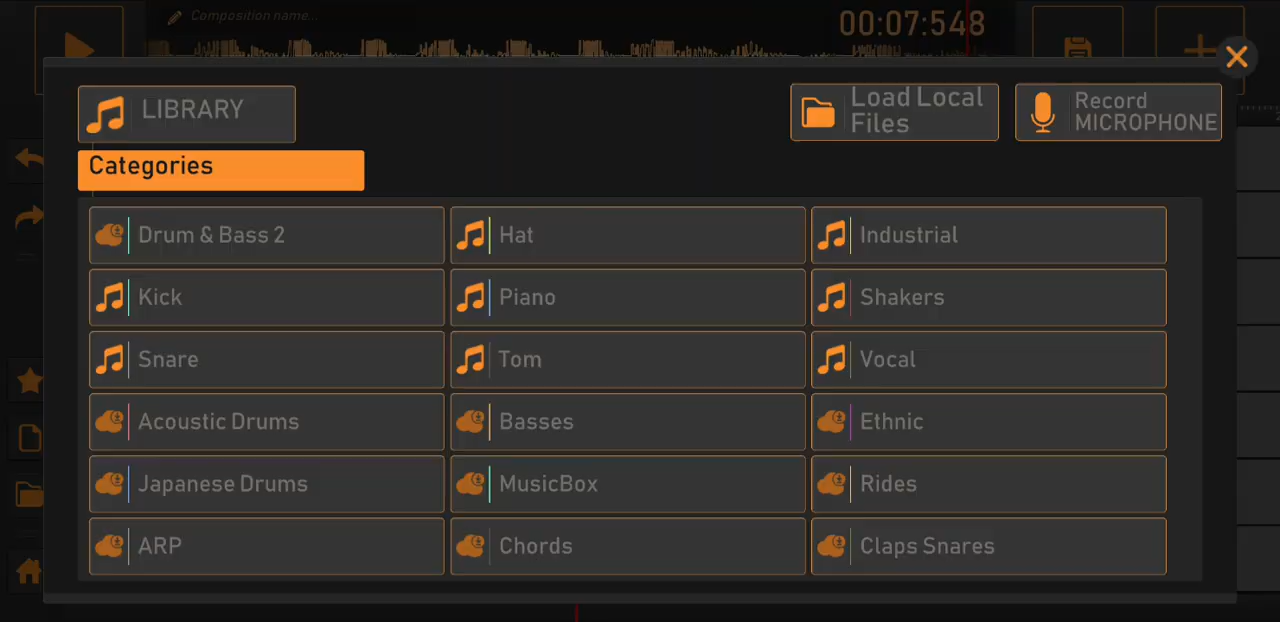 Composition name...
00:07:548
LIBRARY
Load Local
Files
Record
MICROPHONE
Categories
Drum & Bass 2
Hat
Industrial
Kick
Piano
Shakers
Snare
Tom
Vocal
Acoustic Drums
Basses
Ethnic
Japanese Drums
MusicBox
Rides
ARP
Chords
Claps Snares